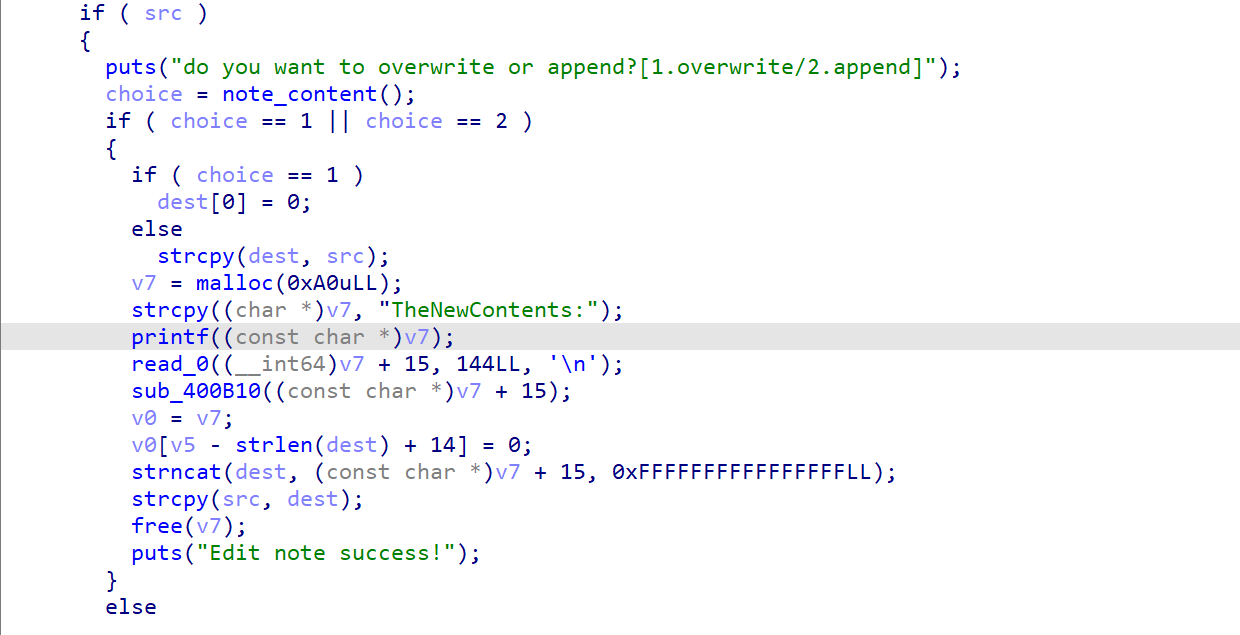 if ( src )
{
puts("do you want to overwrite or append?[1.overwrite/2.append]");
choice = note_content();
if ( choice == 1 || choice == 2 )
{
if ( choice == 1 )
dest[0] = 0;
else
strcpy(dest, src);
v7 = malloc(0xA0uLL);
strcpy((char *)v7, "TheNewContents:");
printf((const char *)v7);
read_0((__int64)v7 + 15, 144LL, '\n');
sub_400B10((const char *)v7 + 15);
v0 = v7;
v0[v5 - strlen(dest) + 14] = 0;
strncat(dest, (const char *)v7 + 15, 0xFFFFFFFFFFFFFFFFLL);
strcpy(src, dest);
free(v7);
puts("Edit note success!");
}
else